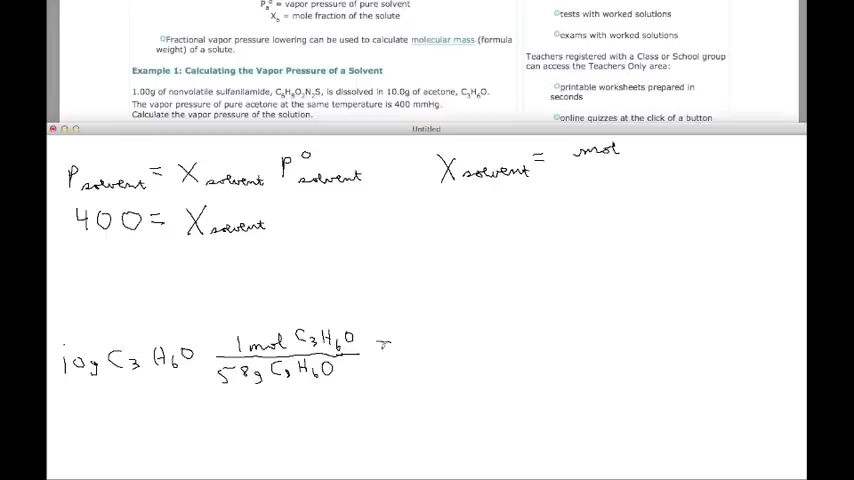 P_a° = vapor pressure of pure solvent
X_b = mole fraction of the solute
Fractional vapor pressure lowering can be used to calculate molecular mass (formula
weight) of a solute.
Example 1: Calculating the Vapor Pressure of a Solvent
1.00g of nonvolatile sulfanilamide, C₆H₈O₂N₂S, is dissolved in 10.0g of acetone, C₃H₆O.
The vapor pressure of pure acetone at the same temperature is 400 mmHg.
Calculate the vapor pressure of the solution.
tests with worked solutions
exams with worked solutions
Teachers registered with a Class or School group
can access the Teachers Only area:
printable worksheets prepared in
seconds
online quizzes at the click of a button
Untitled
P solvent = X solvent P° solvent
X solvent = mol
400 = X solvent
10g C₃H₆O 1 mol C₃H₆O =
58g C₃H₆O